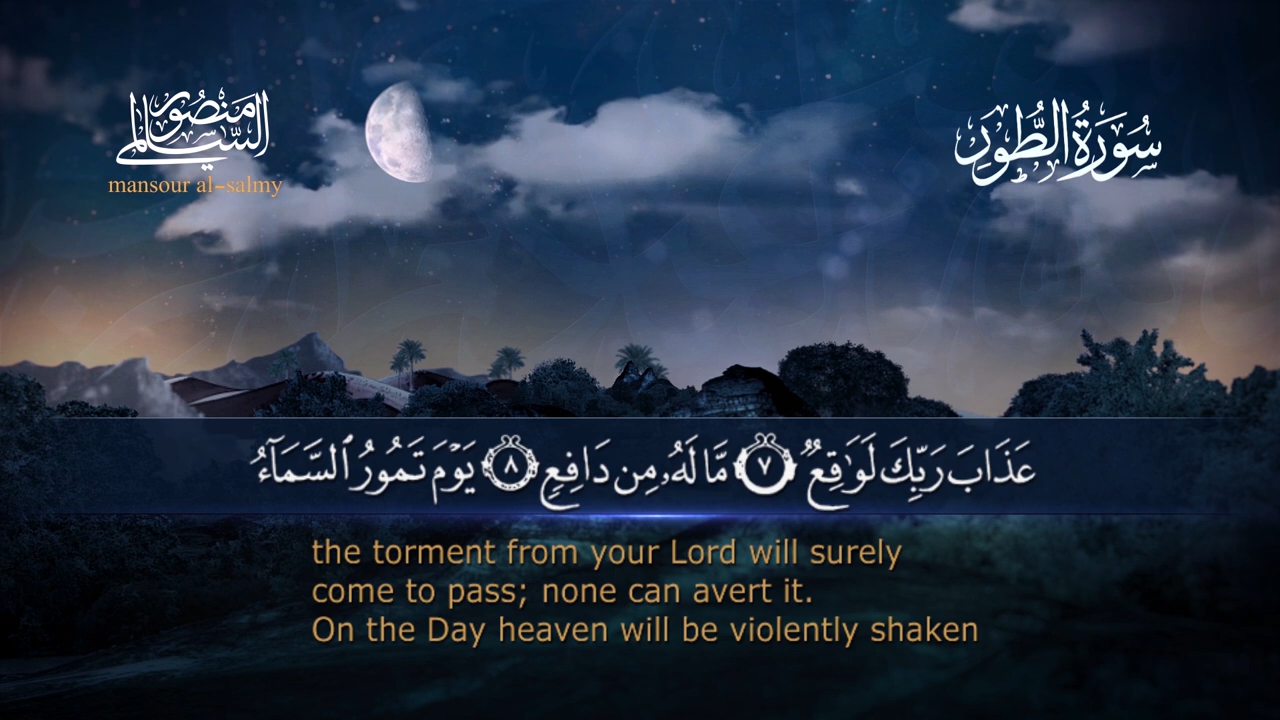 منصور السالمي
mansour al-salmy
سُورَةُ الطُّورِ
عَذَابَ رَبِّكَ لَوَٰقِعٌ ٧ مَّا لَهُۥ مِن دَافِعٍ ٨ يَوْمَ تَمُورُ ٱلسَّمَآءُ
the torment from your Lord will surely
come to pass; none can avert it.
On the Day heaven will be violently shaken